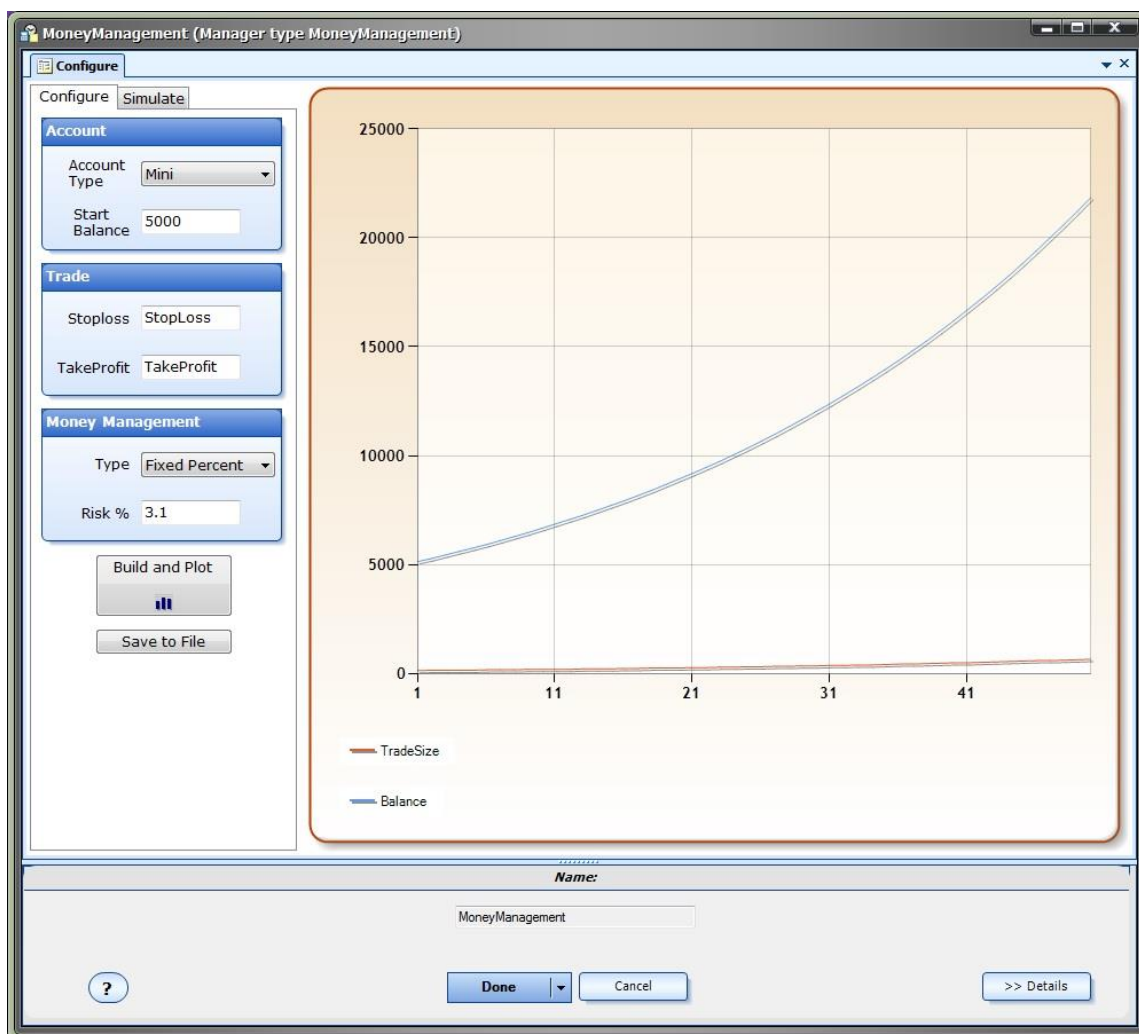 MoneyManagement (Manager type MoneyManagement)
Configure
Configure Simulate
Account
Account Type Mini
Start Balance 5000
Trade
Stoploss StopLoss
TakeProfit TakeProfit
Money Management
Type Fixed Percent
Risk % 3.1
Build and Plot
Save to File
25000
20000
15000
10000
5000
0
1 11 21 31 41
TradeSize
Balance
Name:
MoneyManagement
? Done Cancel >> Details